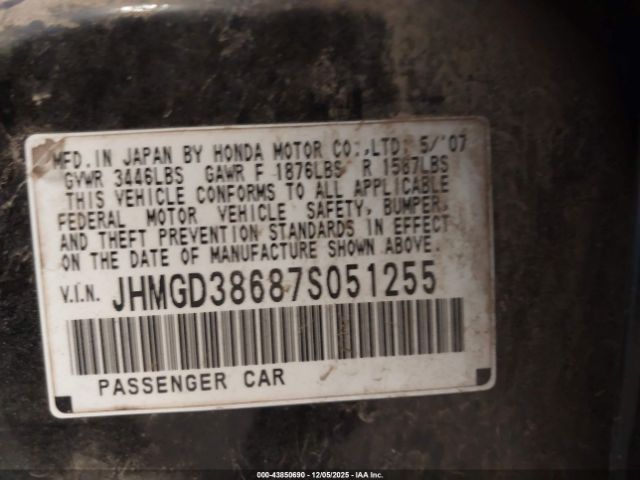 MFD. IN JAPAN BY HONDA MOTOR CO.,LTD. 5/'07
GVWR 3446LBS GAWR F 1876LBS R 1587LBS
THIS VEHICLE CONFORMS TO ALL APPLICABLE
FEDERAL MOTOR VEHICLE SAFETY, BUMPER,
AND THEFT PREVENTION STANDARDS IN EFFECT
ON THE DATE OF MANUFACTURE SHOWN ABOVE.
V.I.N. JHMGD38687S051255
PASSENGER CAR
000-43850690 - 12/05/2025 - IAA Inc.